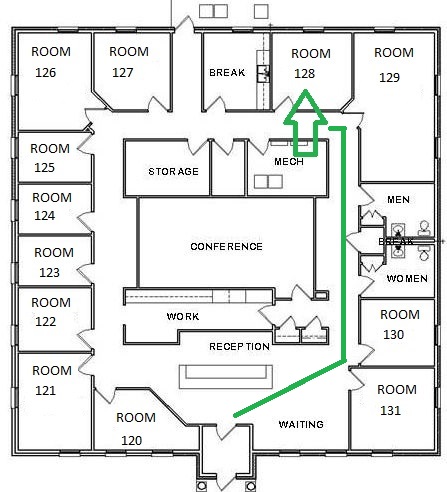 ROOM
126
ROOM
127
BREAK
ROOM
128
ROOM
129
ROOM
125
STORAGE
MECH
ROOM
124
MEN
CONFERENCE
BREAK
ROOM
123
WOMEN
ROOM
122
WORK
ROOM
130
RECEPTION
ROOM
121
ROOM
131
ROOM
120
WAITING